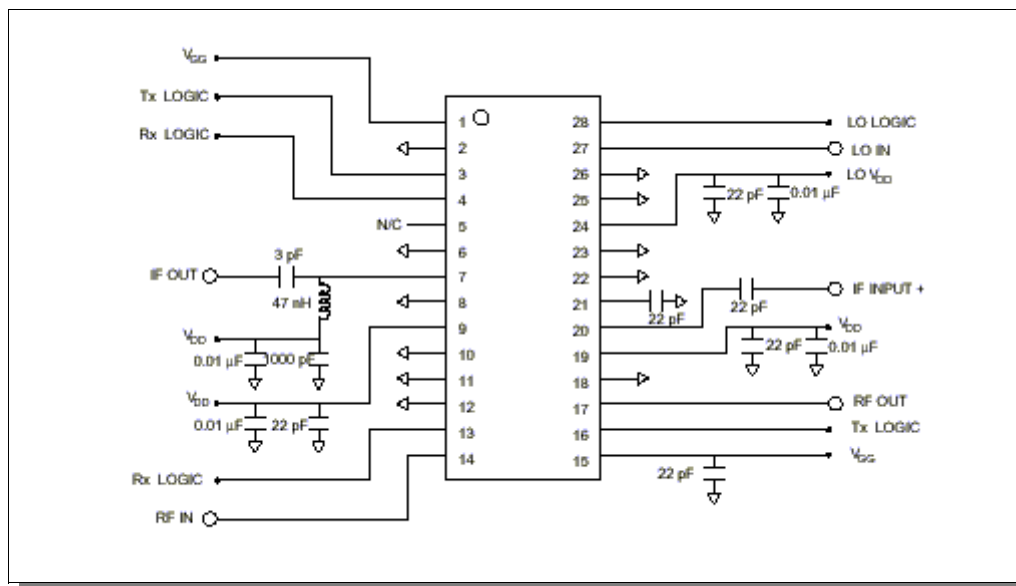 VGG
Tx LOGIC
Rx LOGIC
N/C
3 pF
IF OUT
47 nH
VDD
0.01 µF
1000 pF
VDD
0.01 µF
22 pF
Rx LOGIC
RF IN
1
2
3
4
5
6
7
8
9
10
11
12
13
14
28
27
26
25
24
23
22
21
20
19
18
17
16
15
LO LOGIC
LO IN
LO VDD
22 pF
0.01 µF
22 pF
22 pF
IF INPUT +
VDD
22 pF
0.01 µF
RF OUT
Tx LOGIC
VGG
22 pF